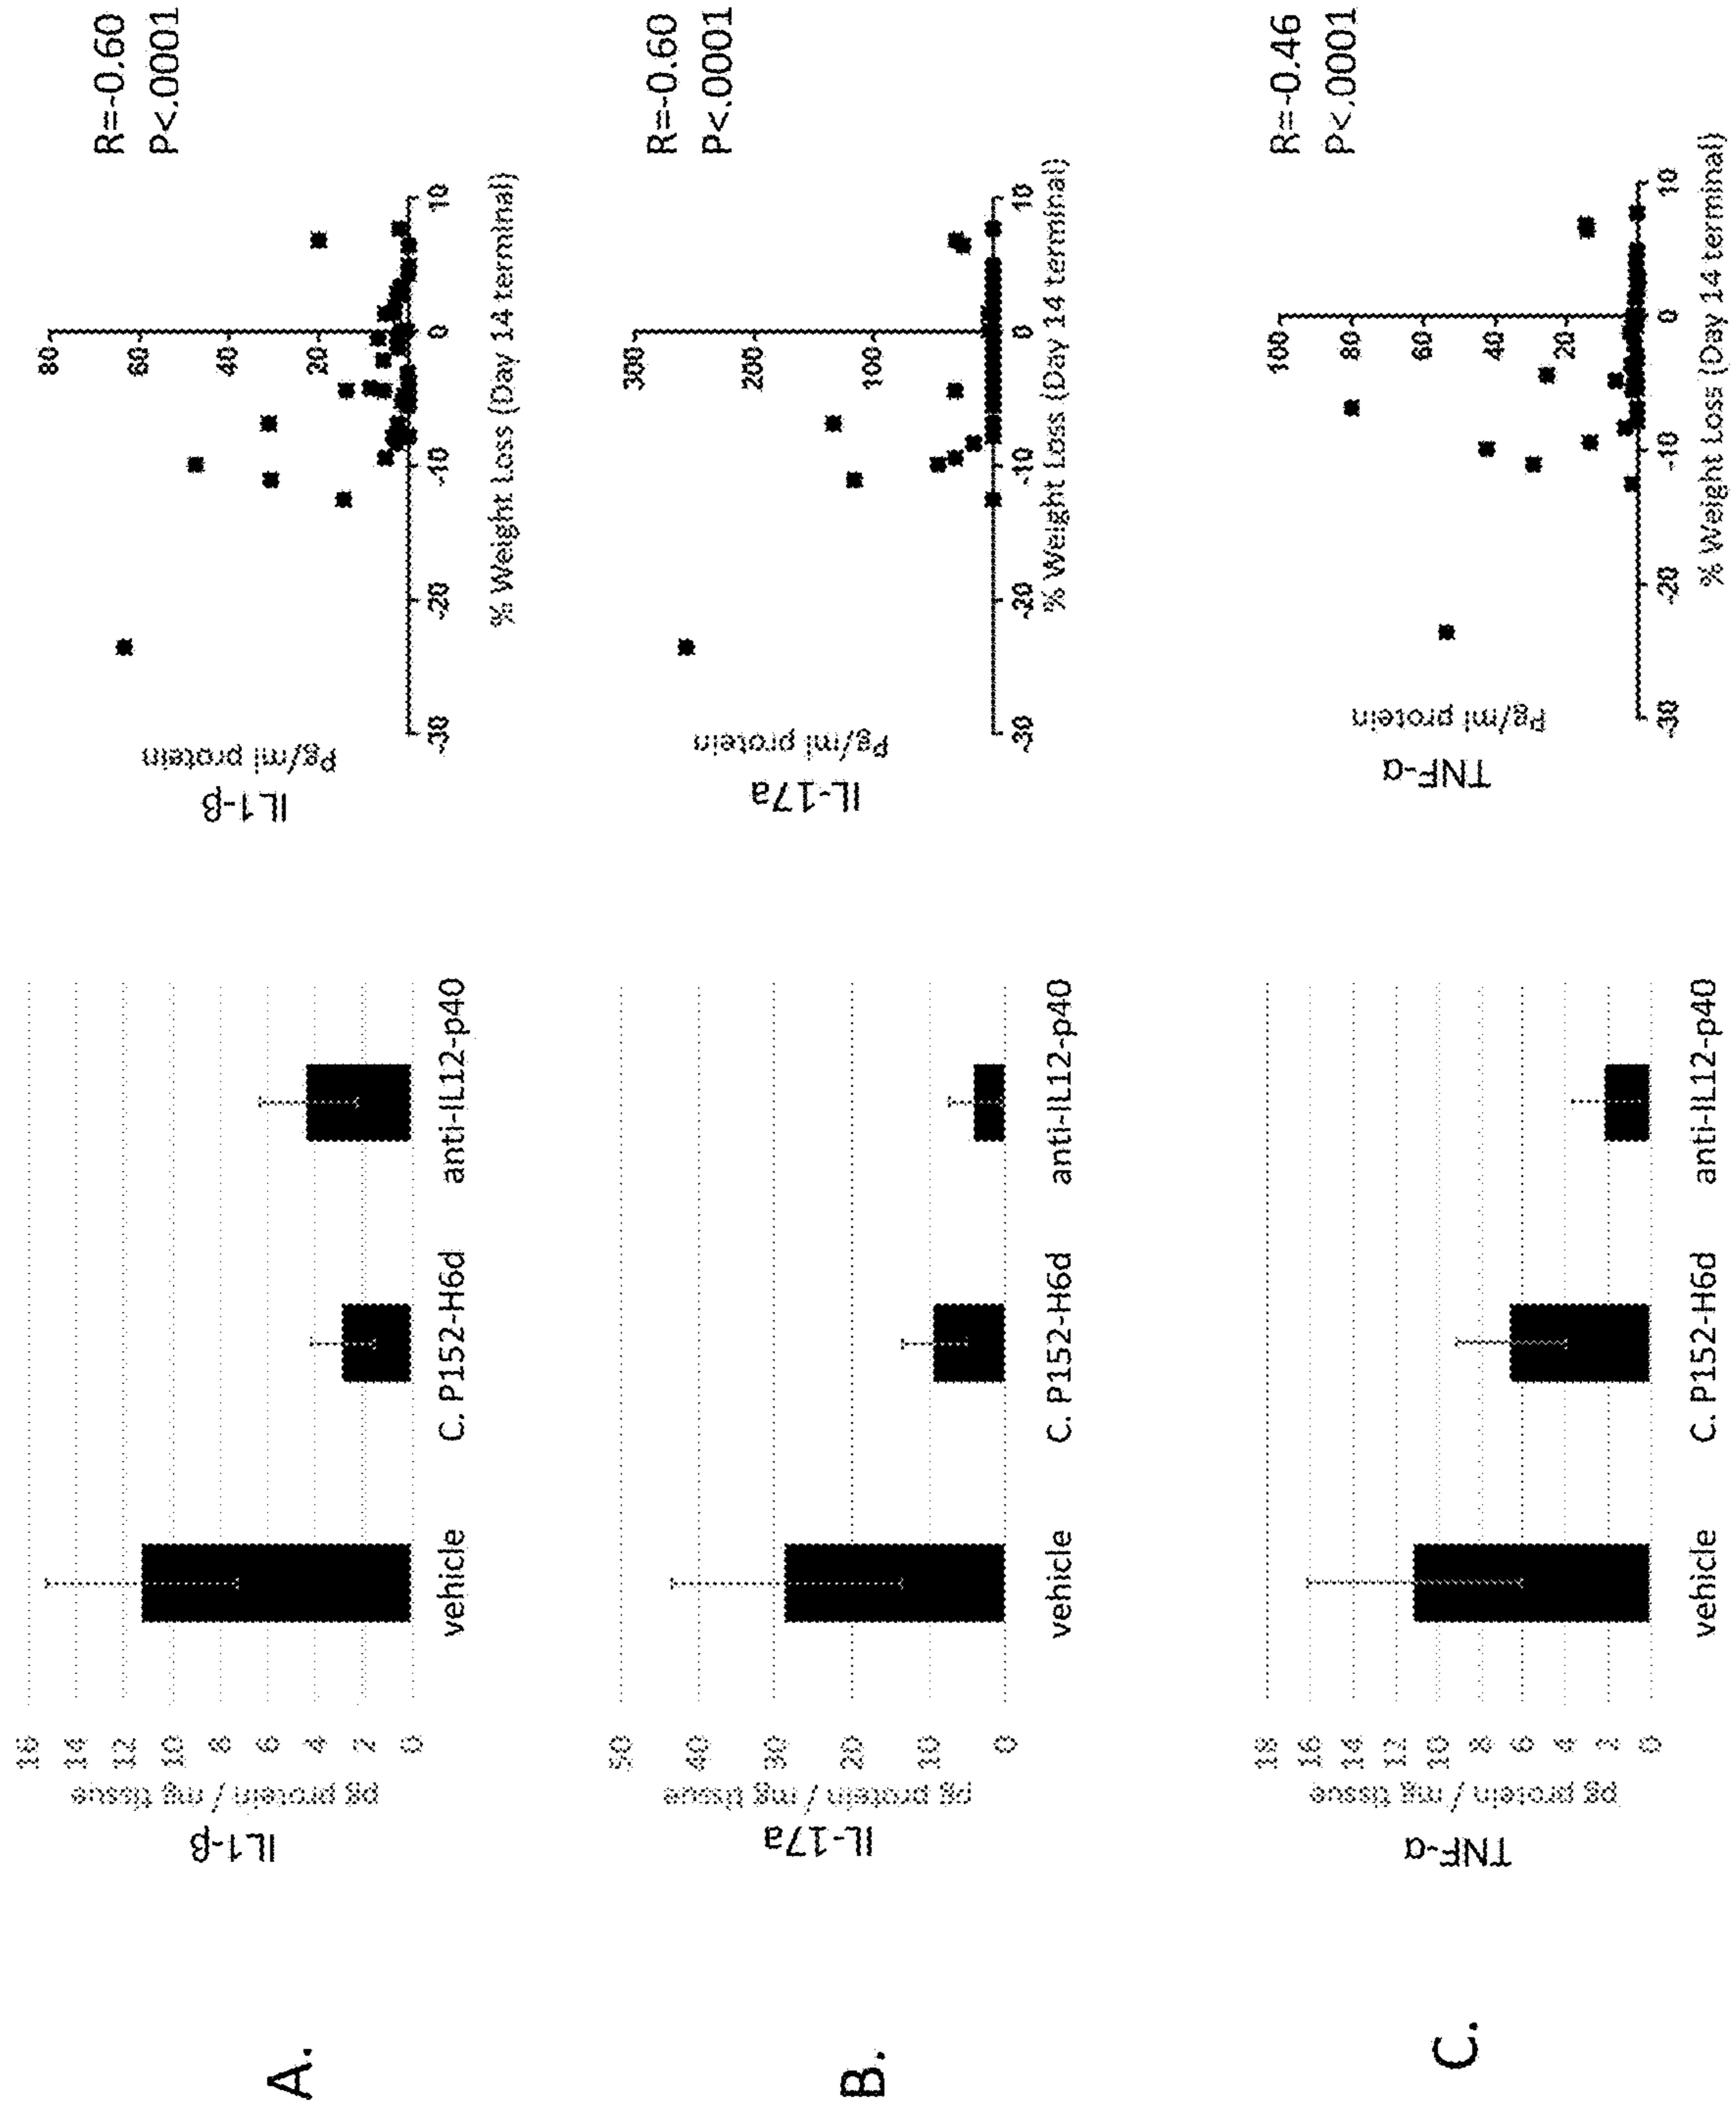 A.
IL1-β
pg protein / mg tissue
16
14
12
10
8
6
4
2
0
vehicle C. P152-H6d anti-IL12-p40
IL1-β
Pg/ml protein
80
60
40
20
-30 -20 -10 0 10
% Weight Loss (Day 14 terminal)
R=-0.60
P<.0001
B.
IL-17a
pg protein / mg tissue
50
40
30
20
10
0
vehicle C. P152-H6d anti-IL12-p40
IL-17a
Pg/ml protein
300
200
100
-30 -20 -10 0 10
% Weight Loss (Day 14 terminal)
R=-0.60
P<.0001
C.
TNF-α
pg protein / mg tissue
18
16
14
12
10
8
6
4
2
0
vehicle C. P152-H6d anti-IL12-p40
TNF-α
Pg/ml protein
100
80
60
40
20
-30 -20 -10 0 10
% Weight Loss (Day 14 terminal)
R=-0.46
P<.0001